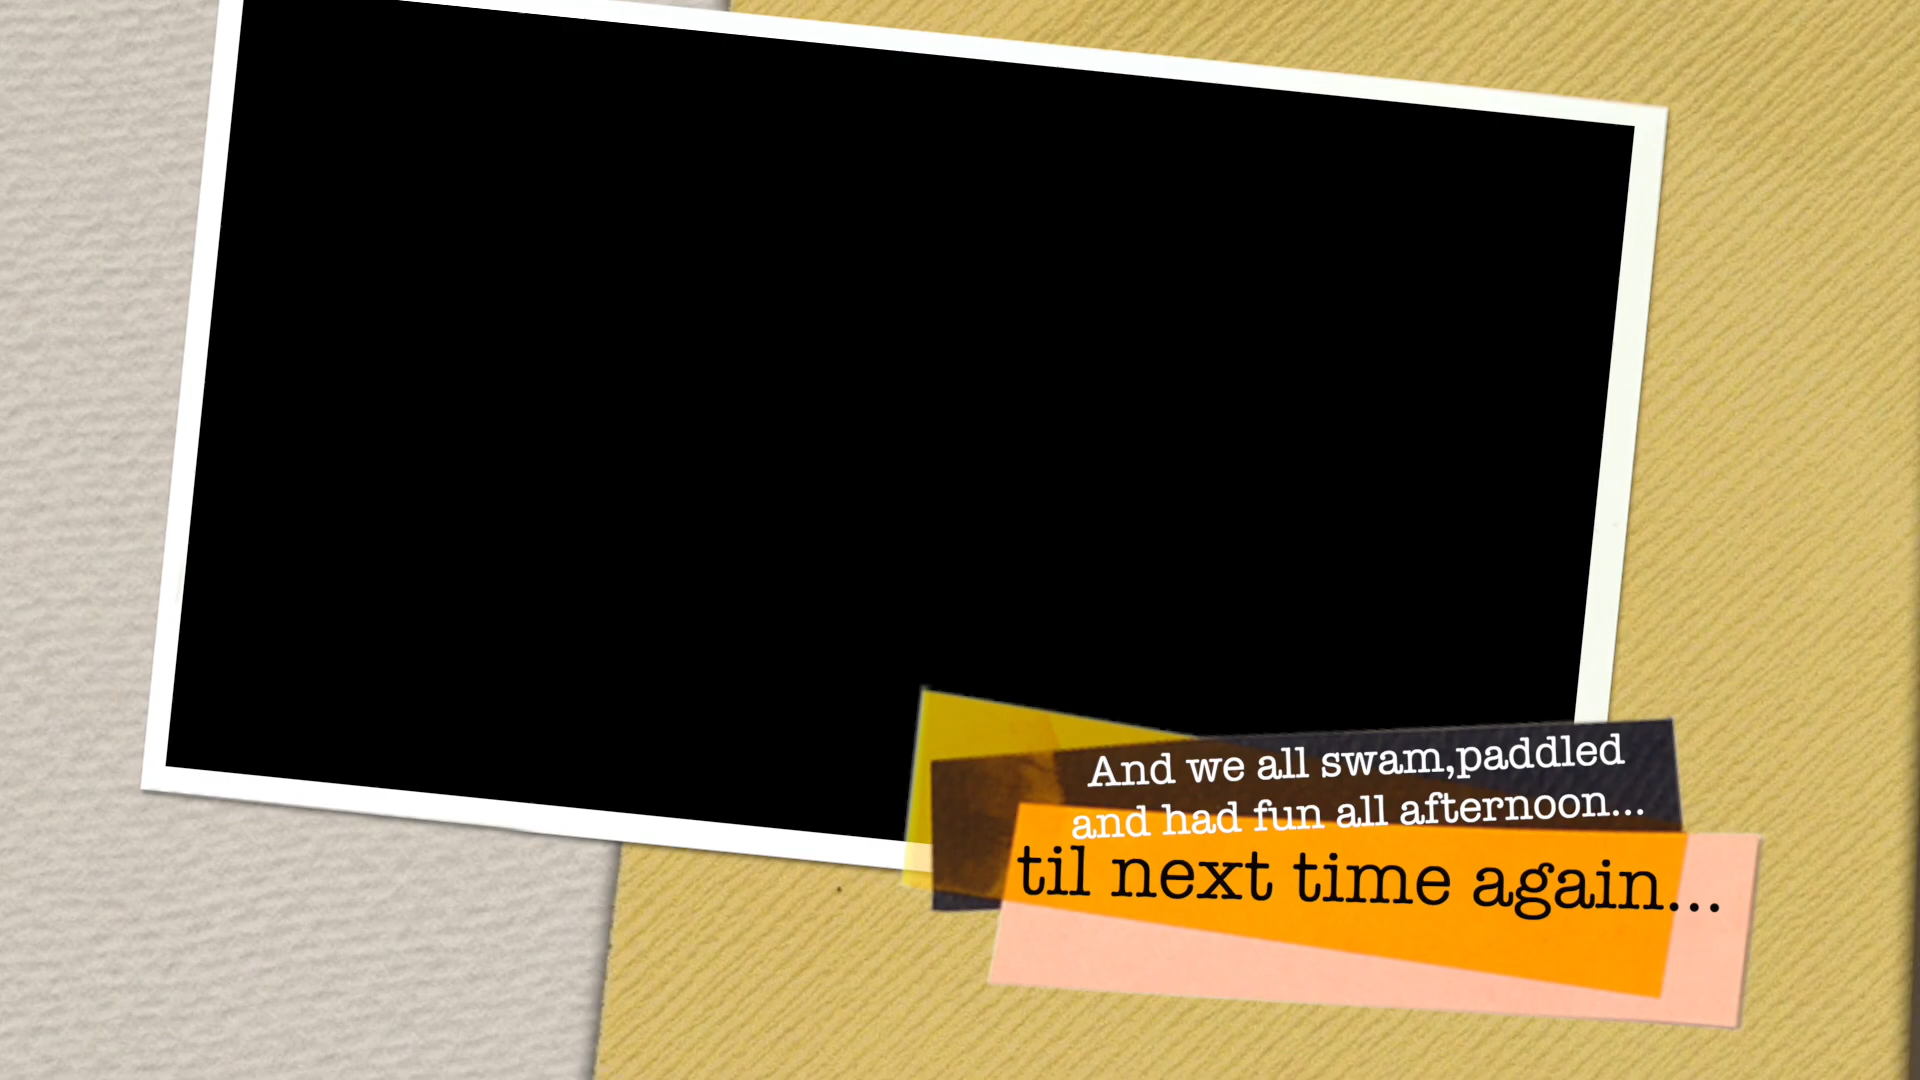 And we all swam,paddled
and had fun all afternoon...
til next time again...